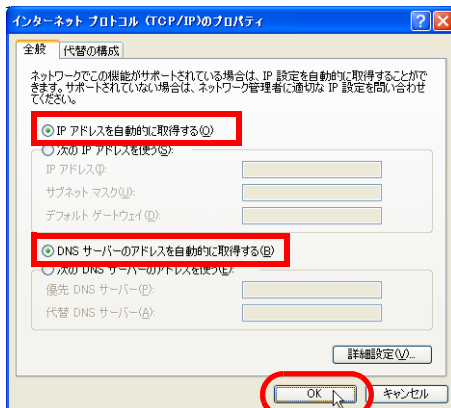 インターネット プロトコル (TCP/IP)のプロパティ
全般
代替の構成
ネットワークでこの機能がサポートされている場合は、IP 設定を自動的に取得することがで
きます。サポートされていない場合は、ネットワーク管理者に適切な IP 設定を問い合わせ
てください。
IP アドレスを自動的に取得する(O)
次の IP アドレスを使う(S):
IP アドレス(I):
サブネット マスク(U):
デフォルト ゲートウェイ(D):
DNS サーバーのアドレスを自動的に取得する(B)
次の DNS サーバーのアドレスを使う(E):
優先 DNS サーバー(P):
代替 DNS サーバー(A):
詳細設定(V)...
OK
キャンセル